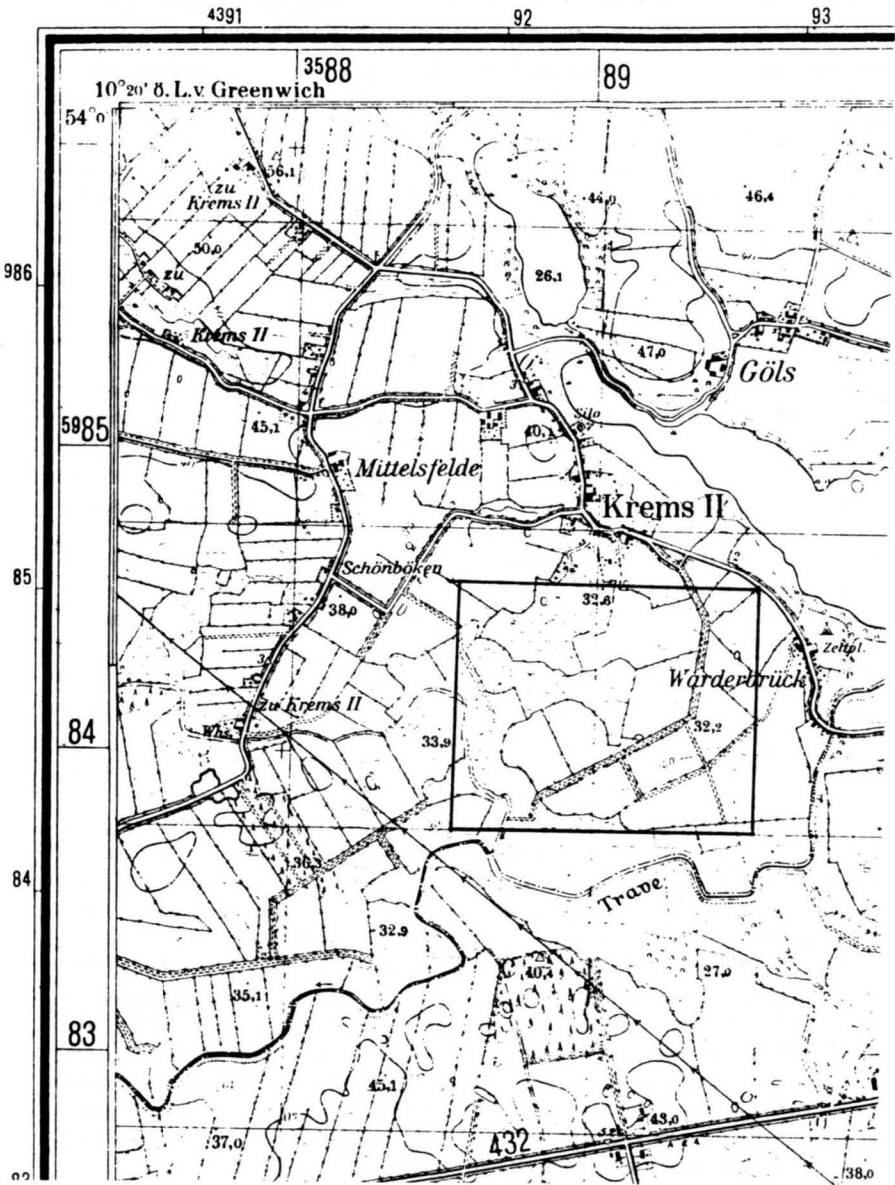 4391 92 93
3588 89
10°20' ö. L. v. Greenwich
54°0'
56,1
zu Krems II
44,0
46,4
50,0
zu
986
26,1
Krems II
47,0
Göls
45,1
5985
40,1
Silo
Mittelsfelde
Krems II
85
Schönböken
38,0
32,6
Zeltpl.
Warderbrück
zu Krems II
Whs.
84
33,9
32,2
36,3
84
Trave
32,9
27,0
40,4
35,1
83
45,1
43,0
37,0
432
38,0